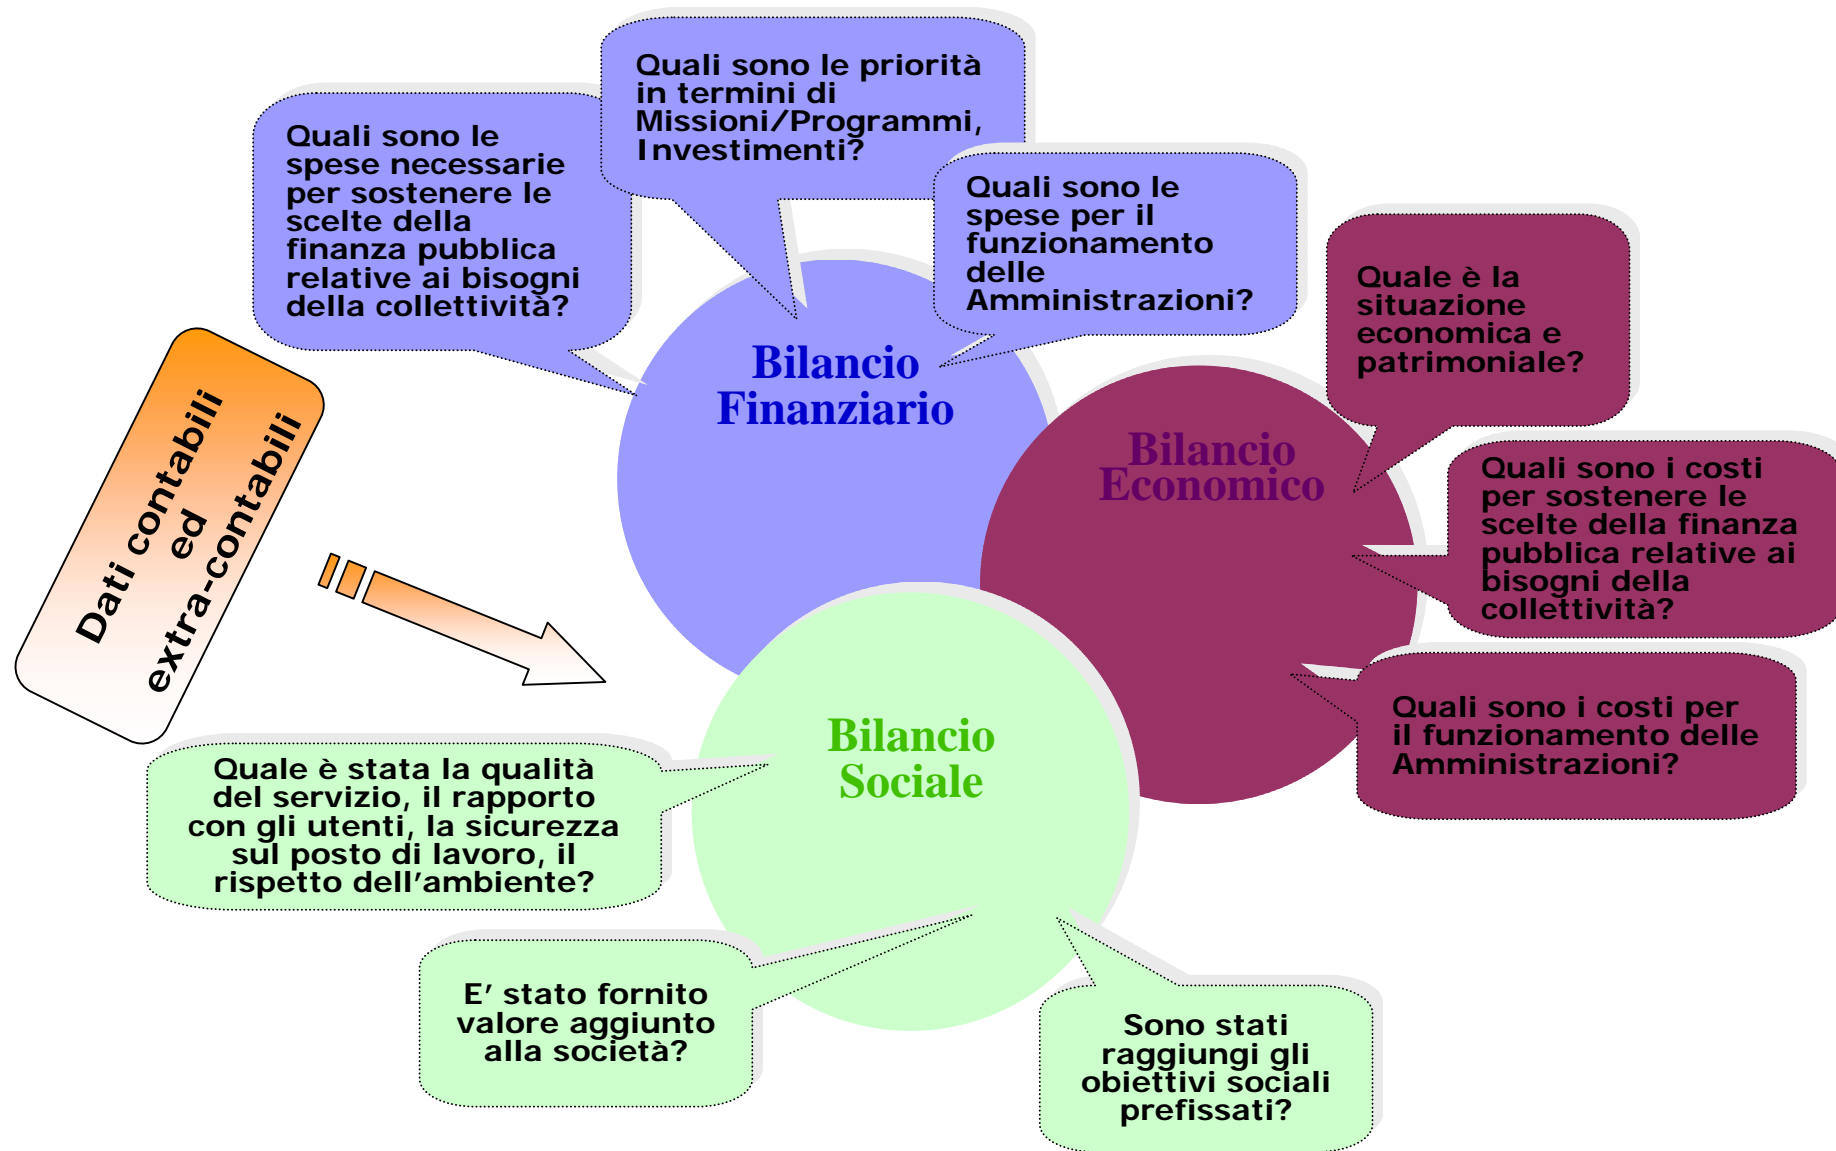 Quali sono le priorità
in termini di
Missioni/Programmi,
Investimenti?
Quali sono le
spese necessarie
per sostenere le
scelte della
finanza pubblica
relative ai bisogni
della collettività?
Quali sono le
spese per il
funzionamento
delle
Amministrazioni?
Quale è la
situazione
economica e
patrimoniale?
Bilancio
Finanziario
Bilancio
Economico
Quali sono i costi
per sostenere le
scelte della finanza
pubblica relative ai
bisogni della
collettività?
Dati contabili
ed
extra-contabili
Quali sono i costi per
il funzionamento delle
Amministrazioni?
Bilancio
Sociale
Quale è stata la qualità
del servizio, il rapporto
con gli utenti, la sicurezza
sul posto di lavoro, il
rispetto dell'ambiente?
E' stato fornito
valore aggiunto
alla società?
Sono stati
raggiungi gli
obiettivi sociali
prefissati?